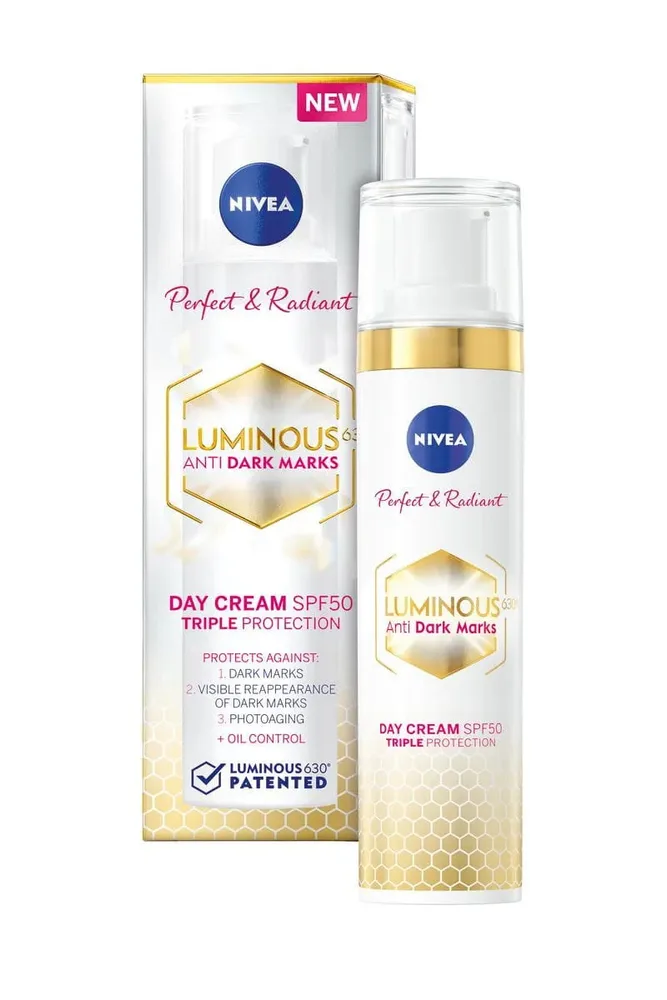 NEW
NIVEA
Perfect & Radiant
LUMINOUS 63
ANTI DARK MARKS
DAY CREAM SPF50
TRIPLE PROTECTION
PROTECTS AGAINST:
1. DARK MARKS
2. VISIBLE REAPPEARANCE
OF DARK MARKS
3. PHOTOAGING
+ OIL CONTROL
LUMINOUS630®
PATENTED
NIVEA
Perfect & Radiant
LUMINOUS630®
Anti Dark Marks
DAY CREAM SPF50
TRIPLE PROTECTION